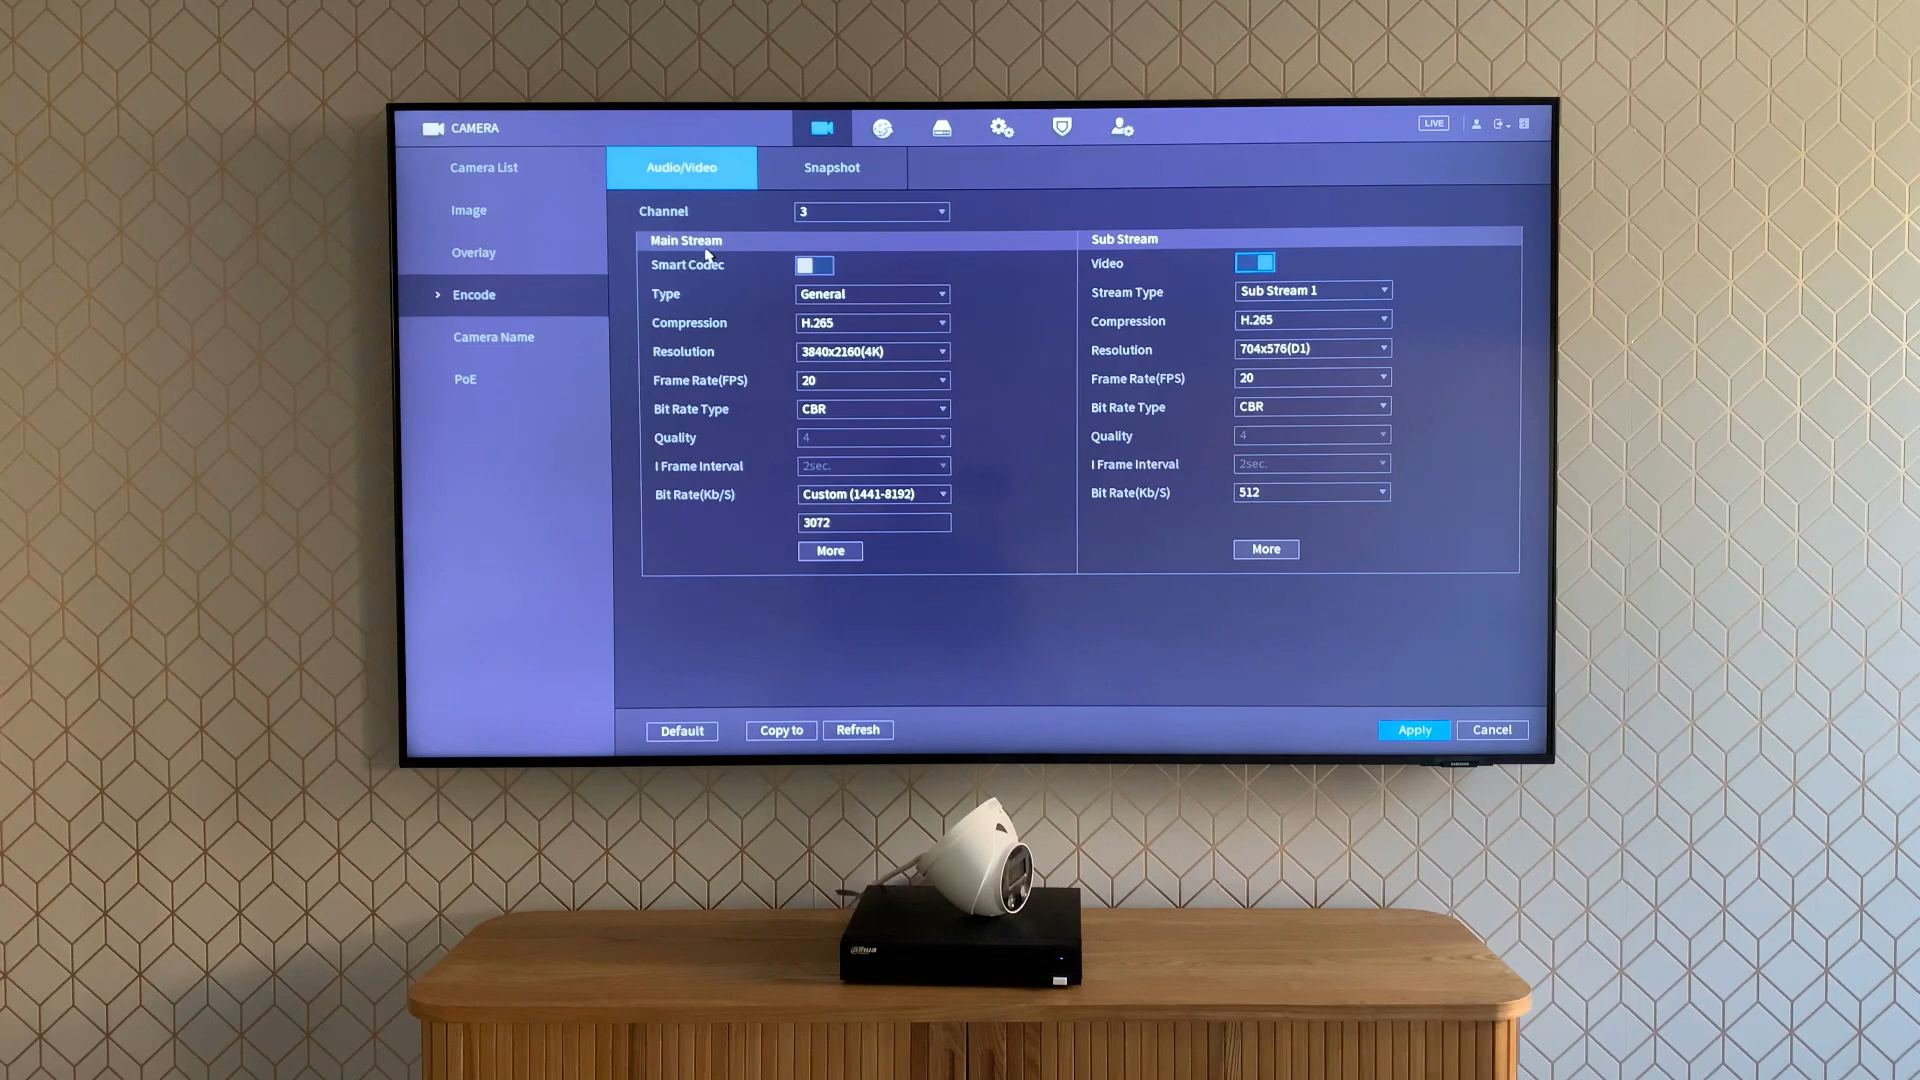 CAMERA
LIVE
Camera List
Image
Overlay
Encode
Camera Name
PoE
Audio/Video
Snapshot
Channel
3
Main Stream
Smart Codec
Type
General
Compression
H.265
Resolution
3840x2160(4K)
Frame Rate(FPS)
20
Bit Rate Type
CBR
Quality
4
I Frame Interval
2sec.
Bit Rate(Kb/S)
Custom (1441-8192)
3072
More
Sub Stream
Video
Stream Type
Sub Stream 1
Compression
H.265
Resolution
704x576(D1)
Frame Rate(FPS)
20
Bit Rate Type
CBR
Quality
4
I Frame Interval
2sec.
Bit Rate(Kb/S)
512
More
Default
Copy to
Refresh
Apply
Cancel
SAMSUNG
alhua